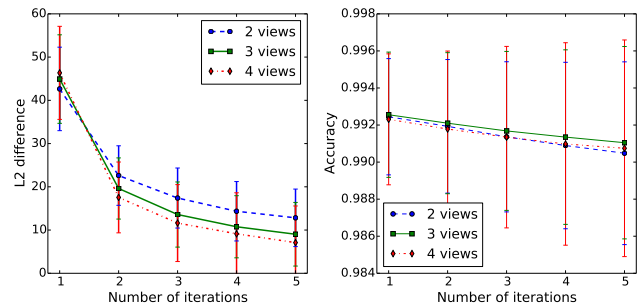 60
50
40
30
20
10
0
L2 difference
2 views
3 views
4 views
1 2 3 4 5
Number of iterations
0.998
0.996
0.994
0.992
0.990
0.988
0.986
0.984
Accuracy
2 views
3 views
4 views
1 2 3 4 5
Number of iterations